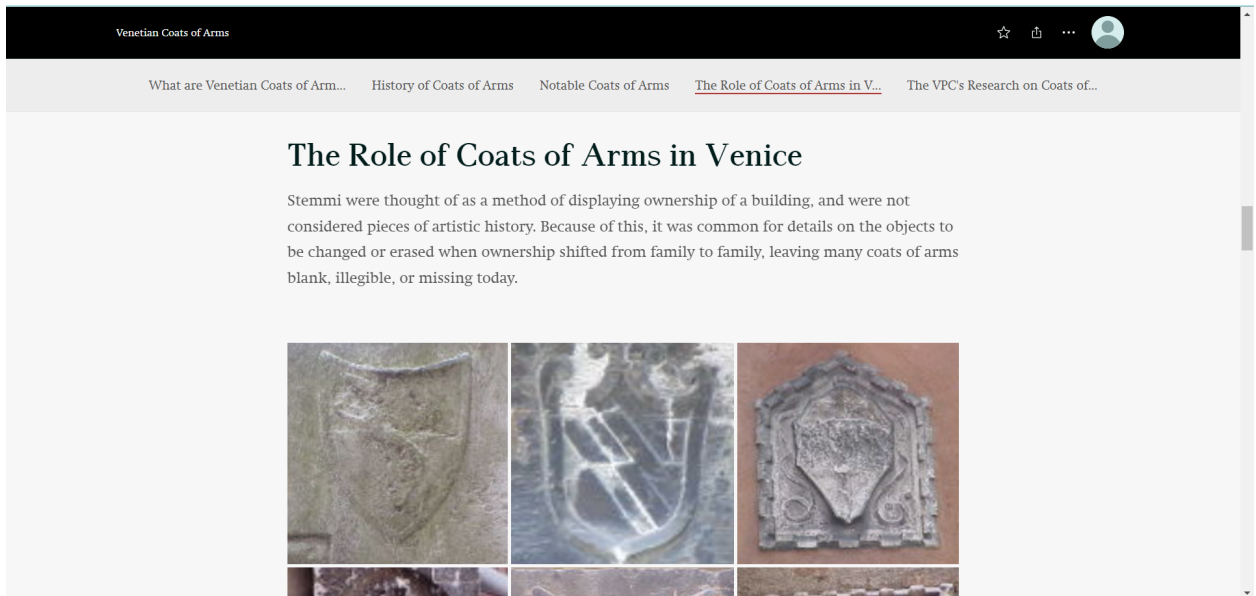 Venetian Coats of Arms
What are Venetian Coats of Arm...
History of Coats of Arms
Notable Coats of Arms
The Role of Coats of Arms in V...
The VPC's Research on Coats of...
The Role of Coats of Arms in Venice
Stemmi were thought of as a method of displaying ownership of a building, and were not
considered pieces of artistic history. Because of this, it was common for details on the objects to
be changed or erased when ownership shifted from family to family, leaving many coats of arms
blank, illegible, or missing today.